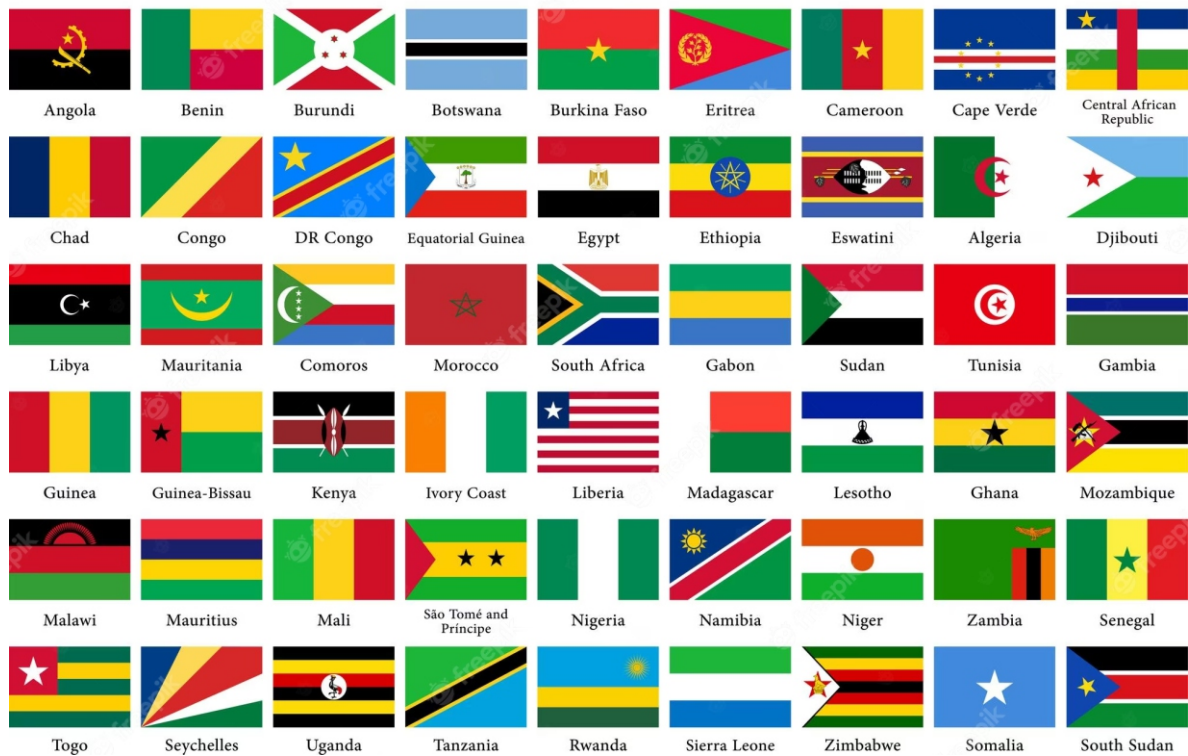 Angola Benin Burundi Botswana Burkina Faso Eritrea Cameroon Cape Verde Central African
Republic
Chad Congo DR Congo Equatorial Guinea Egypt Ethiopia Eswatini Algeria Djibouti
Libya Mauritania Comoros Morocco South Africa Gabon Sudan Tunisia Gambia
Guinea Guinea-Bissau Kenya Ivory Coast Liberia Madagascar Lesotho Ghana Mozambique
Malawi Mauritius Mali São Tomé and
Príncipe Nigeria Namibia Niger Zambia Senegal
Togo Seychelles Uganda Tanzania Rwanda Sierra Leone Zimbabwe Somalia South Sudan
freepik